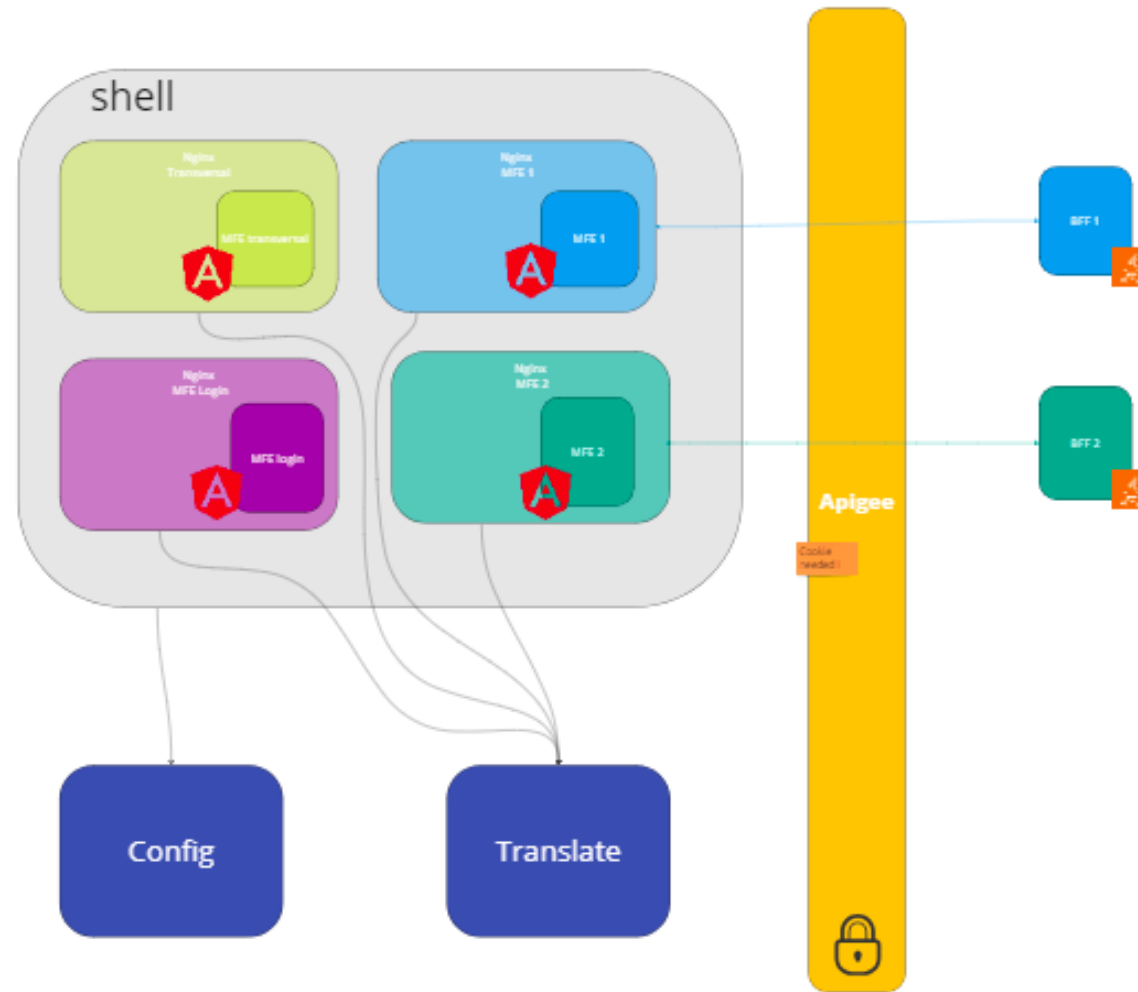 shell
Nginx
Transversal
MFE transversal
Nginx
MFE 1
MFE 1
Nginx
MFE Login
MFE login
Nginx
MFE 2
MFE 2
BFF 1
BFF 2
Apigee
Cookie
needed !
Config
Translate